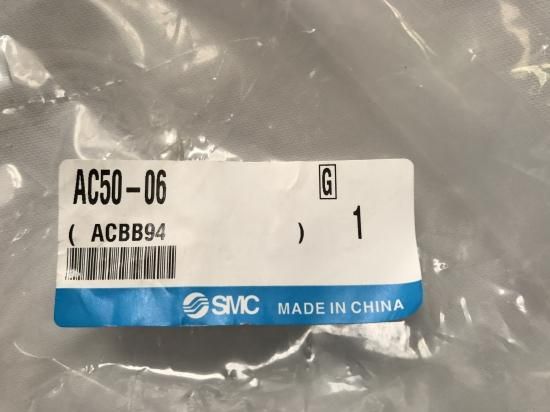 AC50-06 G
( ACBB94 ) 1
SMC MADE IN CHINA